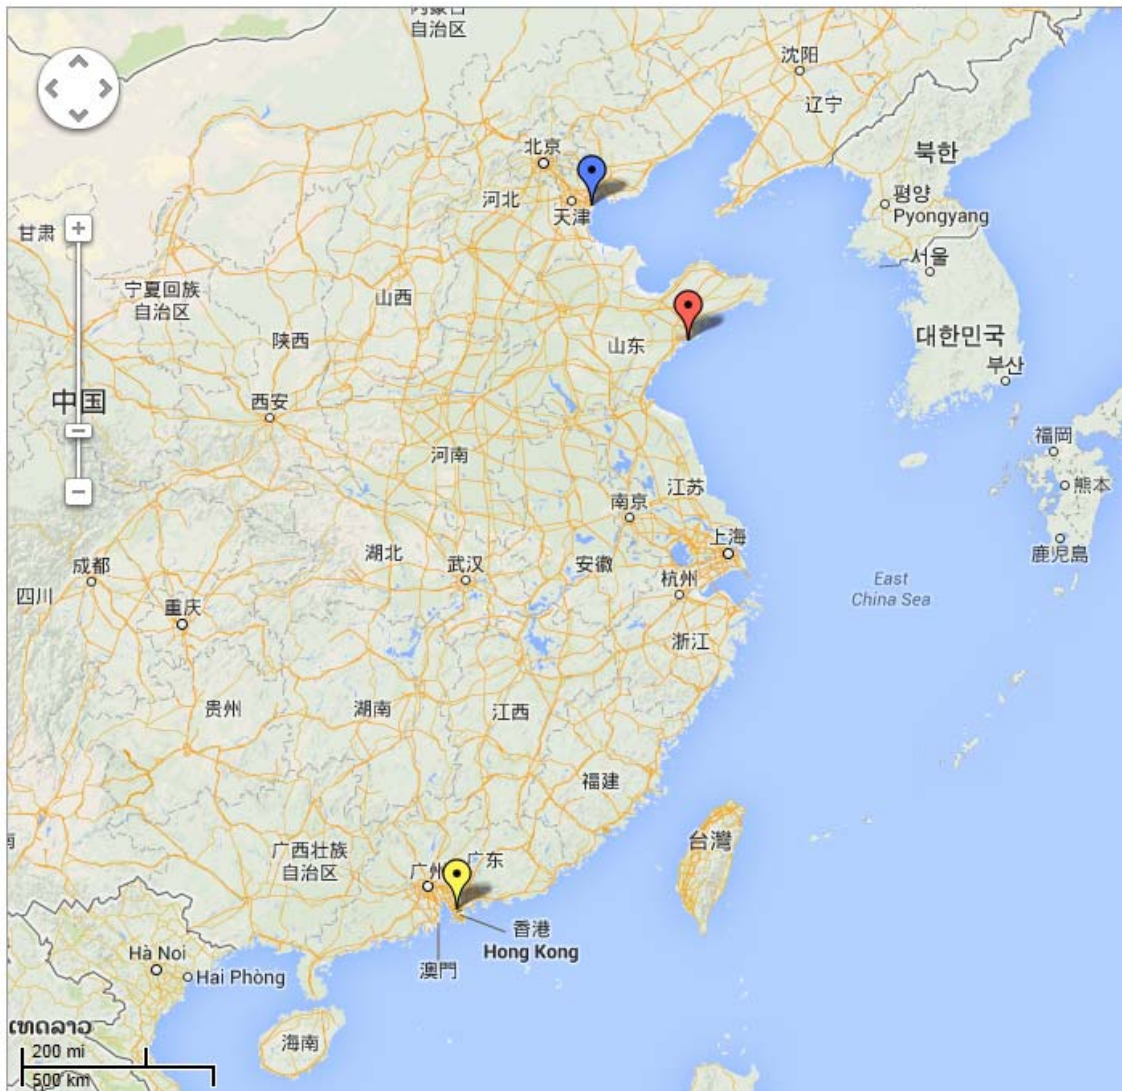 内蒙古
自治区
沈阳
辽宁
北京
북한
河北
天津
평양
Pyongyang
甘肃
서울
宁夏回族
自治区
山西
陕西
山东
대한민국
부산
中国
西安
福岡
河南
熊本
江苏
南京
上海
鹿児島
湖北
武汉
安徽
成都
杭州
East
China Sea
四川
重庆
浙江
贵州
湖南
江西
福建
台灣
南
广西壮族
自治区
广州
广东
香港
Hong Kong
澳門
Hà Noi
Hai Phòng
ເທດລາວ
海南
200 mi
500 km